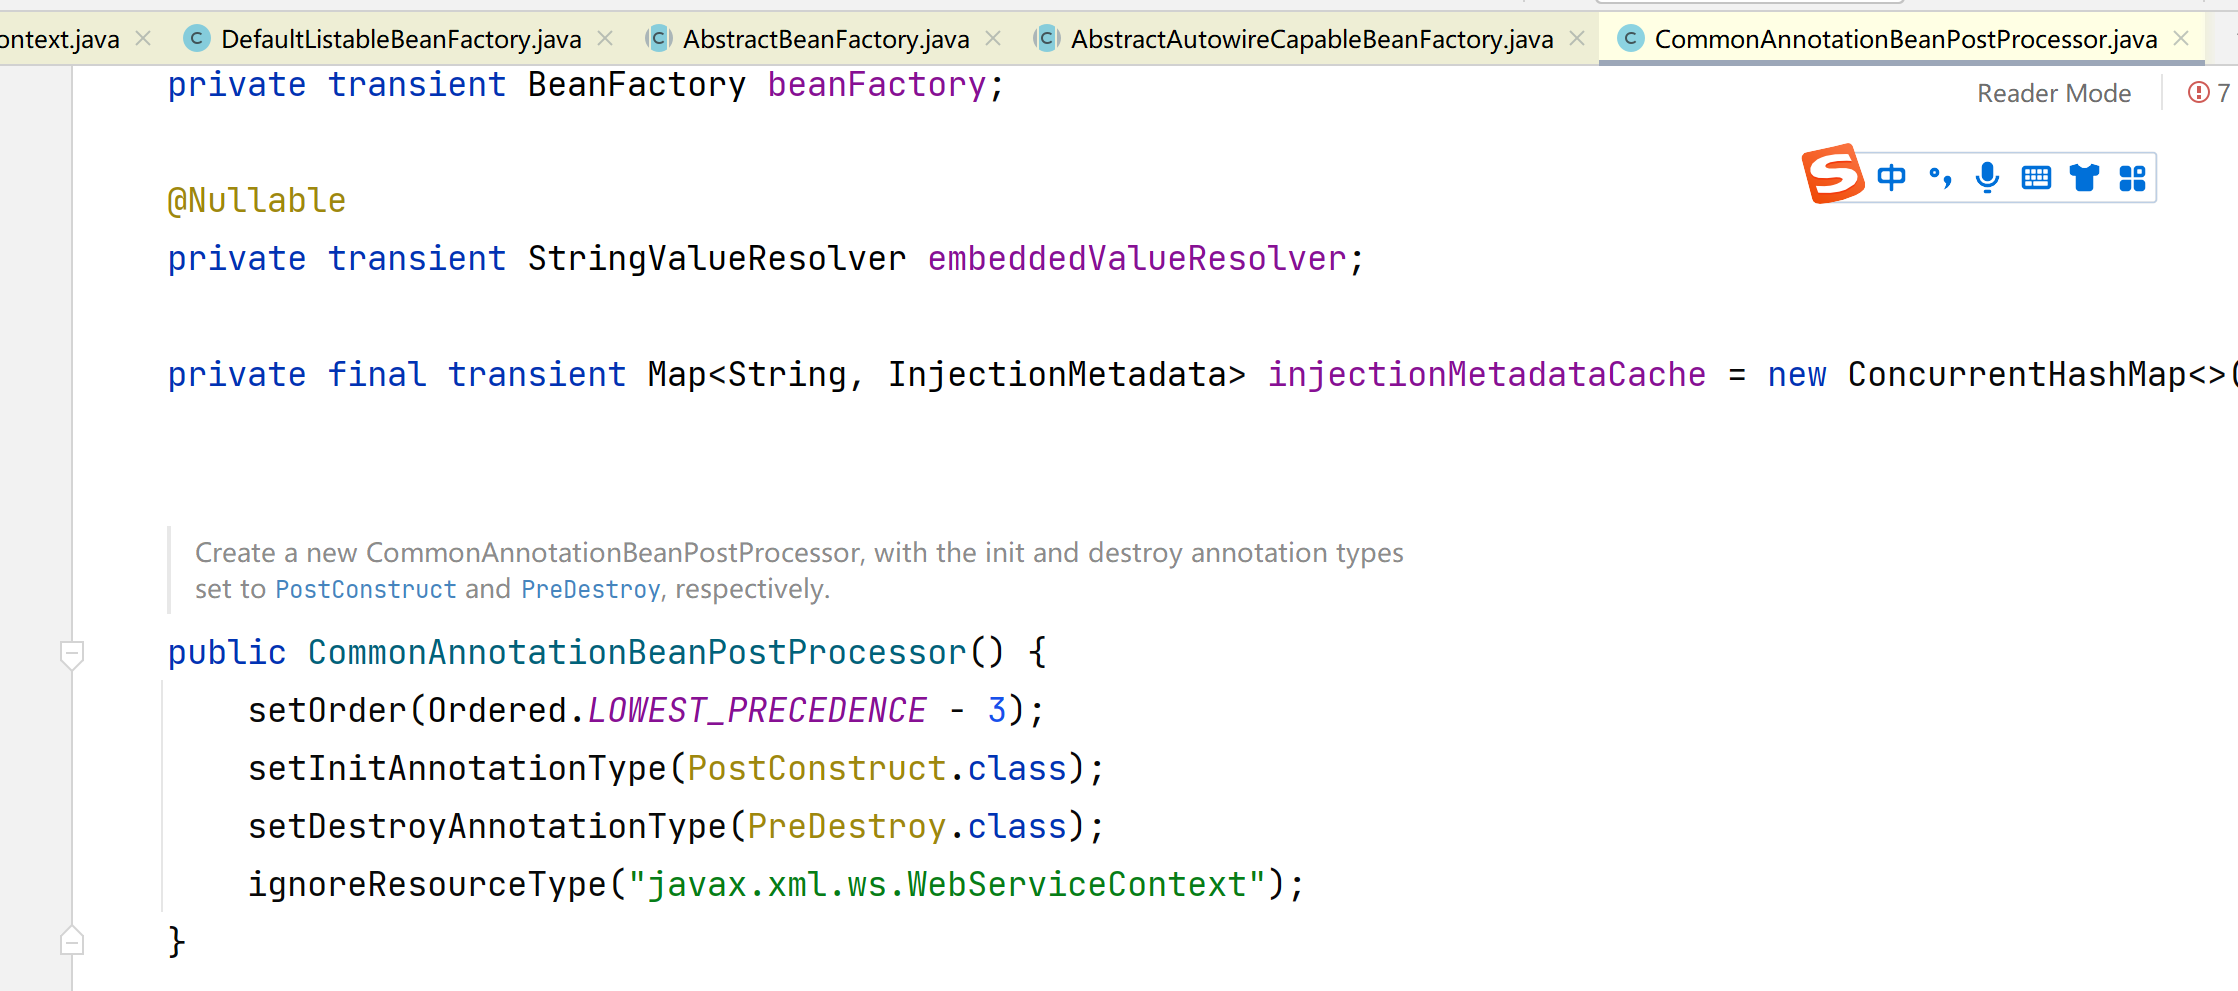 ontext.java DefaultListableBeanFactory.java AbstractBeanFactory.java AbstractAutowireCapableBeanFactory.java CommonAnnotationBeanPostProcessor.java
private transient BeanFactory beanFactory;
Reader Mode 7
@Nullable
中
private transient StringValueResolver embeddedValueResolver;
private final transient Map<String, InjectionMetadata> injectionMetadataCache = new ConcurrentHashMap<>(
Create a new CommonAnnotationBeanPostProcessor, with the init and destroy annotation types
set to PostConstruct and PreDestroy, respectively.
public CommonAnnotationBeanPostProcessor() {
setOrder(Ordered.LOWEST_PRECEDENCE - 3);
setInitAnnotationType(PostConstruct.class);
setDestroyAnnotationType(PreDestroy.class);
ignoreResourceType("javax.xml.ws.WebServiceContext");
}